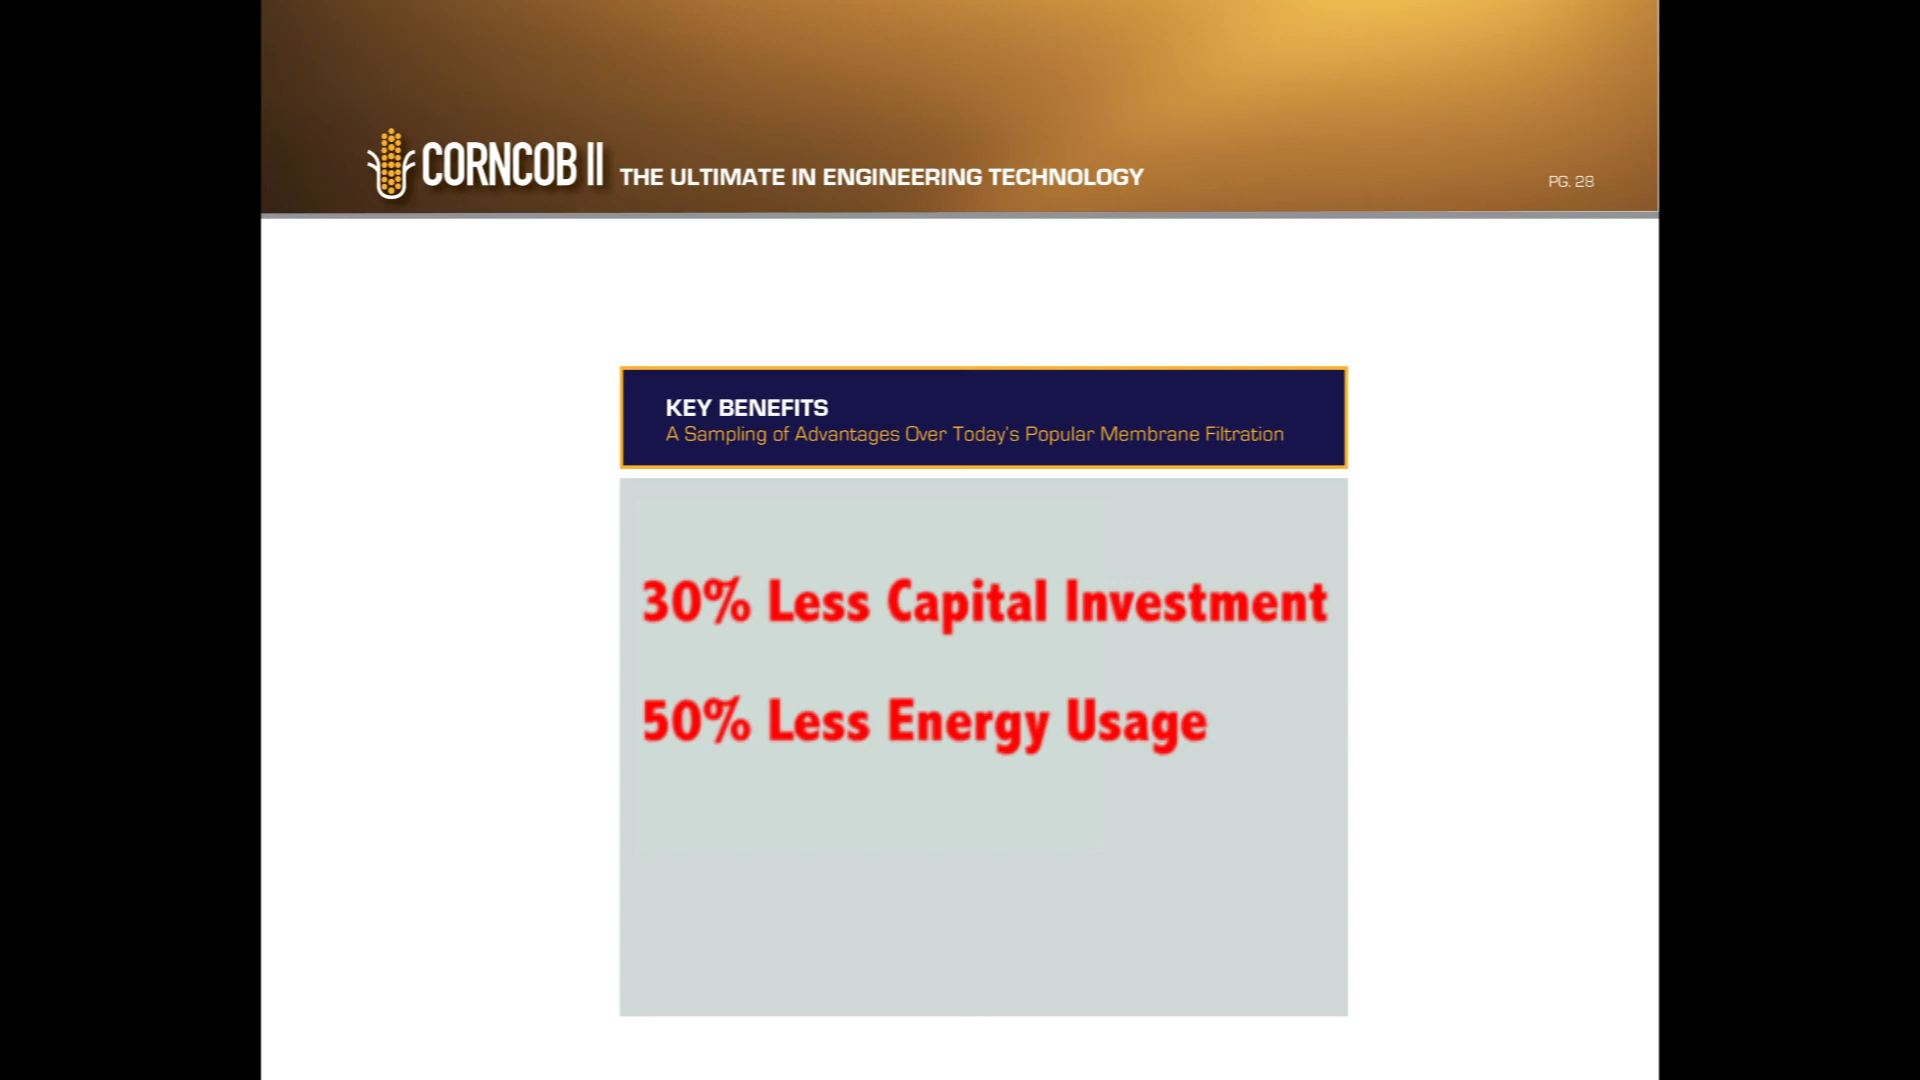 CORNCOB II THE ULTIMATE IN ENGINEERING TECHNOLOGY
PG. 28
KEY BENEFITS
A Sampling of Advantages Over Today's Popular Membrane Filtration
30% Less Capital Investment
50% Less Energy Usage